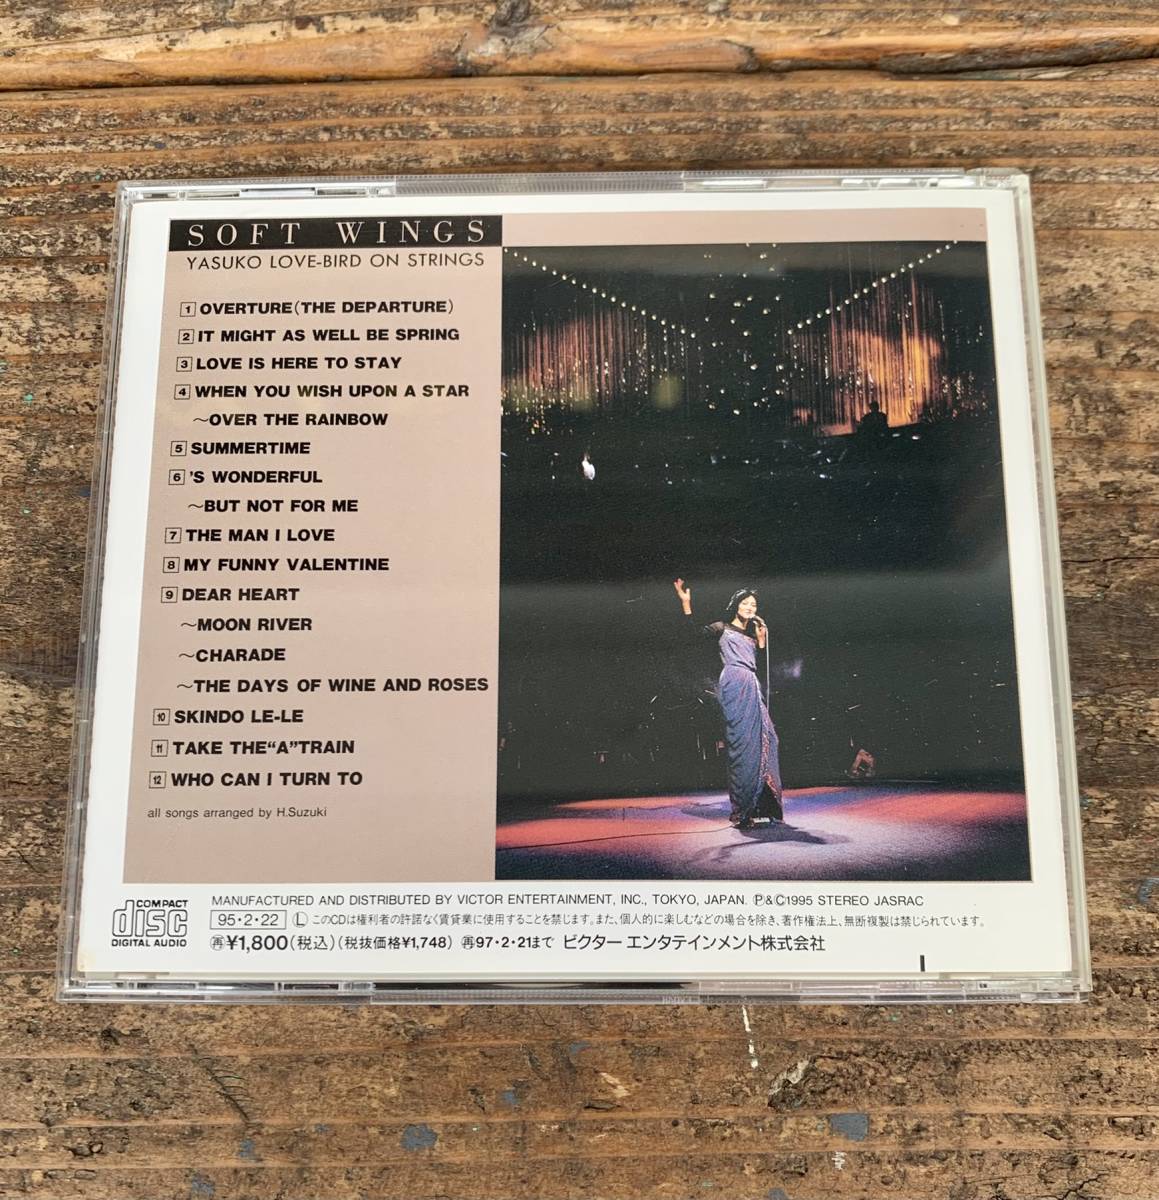 SOFT WINGS
YASUKO LOVE-BIRD ON STRINGS
1 OVERTURE(THE DEPARTURE)
2 IT MIGHT AS WELL BE SPRING
3 LOVE IS HERE TO STAY
4 WHEN YOU WISH UPON A STAR
~OVER THE RAINBOW
5 SUMMERTIME
6 'S WONDERFUL
~BUT NOT FOR ME
7 THE MAN I LOVE
8 MY FUNNY VALENTINE
9 DEAR HEART
~MOON RIVER
~CHARADE
~THE DAYS OF WINE AND ROSES
10 SKINDO LE-LE
11 TAKE THE“A”TRAIN
12 WHO CAN I TURN TO
all songs arranged by H.Suzuki
COMPACT
disc
DIGITAL AUDIO
MANUFACTURED AND DISTRIBUTED BY VICTOR ENTERTAINMENT, INC., TOKYO, JAPAN. Ⓟ&Ⓒ1995 STEREO JASRAC
95・2・22 Ⓛ このCDは権利者の許諾なく賃貸業に使用することを禁じます。また、個人的に楽しむなどの場合を除き、著作権法上、無断複製は禁じられています。
再¥1,800(税込)(税抜価格¥1,748) 再97・2・21まで ビクター エンタテインメント株式会社